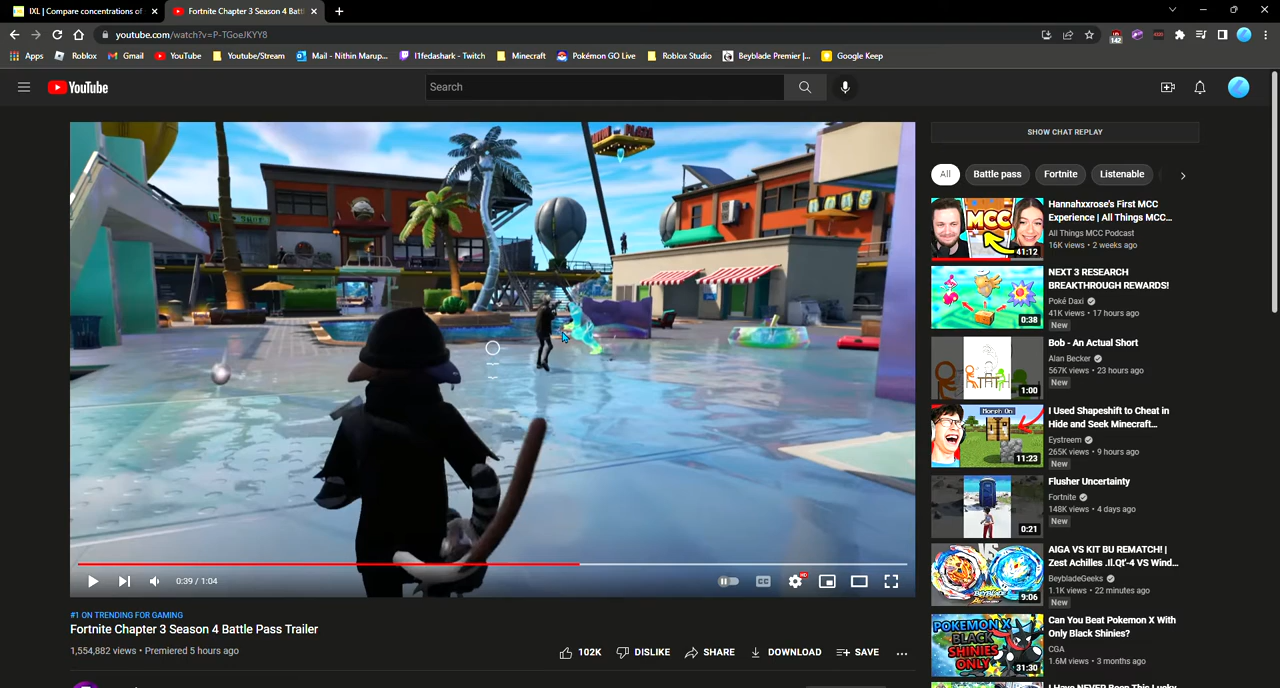 IXL | Compare concentrations of
Fortnite Chapter 3 Season 4 Batt
youtube.com/watch?v=P-TGoeJKYY8
142
Apps
Roblox
Gmail
YouTube
Youtube/Stream
Mail - Nithin Marup...
l1fedashark - Twitch
Minecraft
Pokémon GO Live
Roblox Studio
Beyblade Premier |...
Google Keep
YouTube
Search
SHOW CHAT REPLAY
All
Battle pass
Fortnite
Listenable
MCC
41:12
Hannahxxrose's First MCC
Experience | All Things MCC...
All Things MCC Podcast
16K views • 2 weeks ago
0:38
NEXT 3 RESEARCH
BREAKTHROUGH REWARDS!
Poké Daxi
41K views • 17 hours ago
New
1:00
Bob - An Actual Short
Alan Becker
567K views • 23 hours ago
New
Morph On
11:23
I Used Shapeshift to Cheat in
Hide and Seek Minecraft...
Eystreem
265K views • 9 hours ago
New
0:21
Flusher Uncertainty
Fortnite
148K views • 4 days ago
New
9:06
AIGA VS KIT BU REMATCH! |
Zest Achilles .Il.Qt'-4 VS Wind...
BeybladeGeeks
1.1K views • 22 minutes ago
New
POKEMON X
BLACK
SHINIES
ONLY
31:30
Can You Beat Pokemon X With
Only Black Shinies?
CGA
1.6M views • 3 months ago
0:39 / 1:04
CC
HD
#1 ON TRENDING FOR GAMING
Fortnite Chapter 3 Season 4 Battle Pass Trailer
1,554,882 views • Premiered 5 hours ago
102K
DISLIKE
SHARE
DOWNLOAD
SAVE